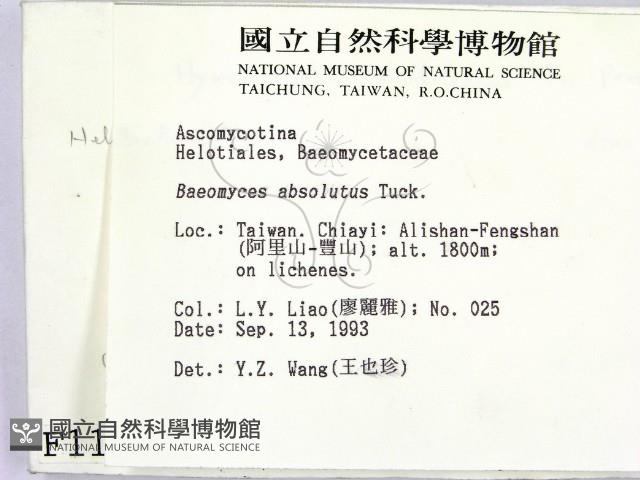 國立自然科學博物館
NATIONAL MUSEUM OF NATURAL SCIENCE
TAICHUNG, TAIWAN, R.O.CHINA
Hel
Ascomycotina
Helotiales, Baeomycetaceae
Baeomyces absolutus Tuck.
Loc.: Taiwan. Chiayi: Alishan-Fengshan
(阿里山-豐山); alt. 1800m;
on lichenes.
Col.: L.Y. Liao(廖麗雅); No. 025
Date: Sep. 13, 1993
Det.: Y.Z. Wang(王也珍)
國立自然科學博物館
NATIONAL MUSEUM OF NATURAL SCIENCE
F11